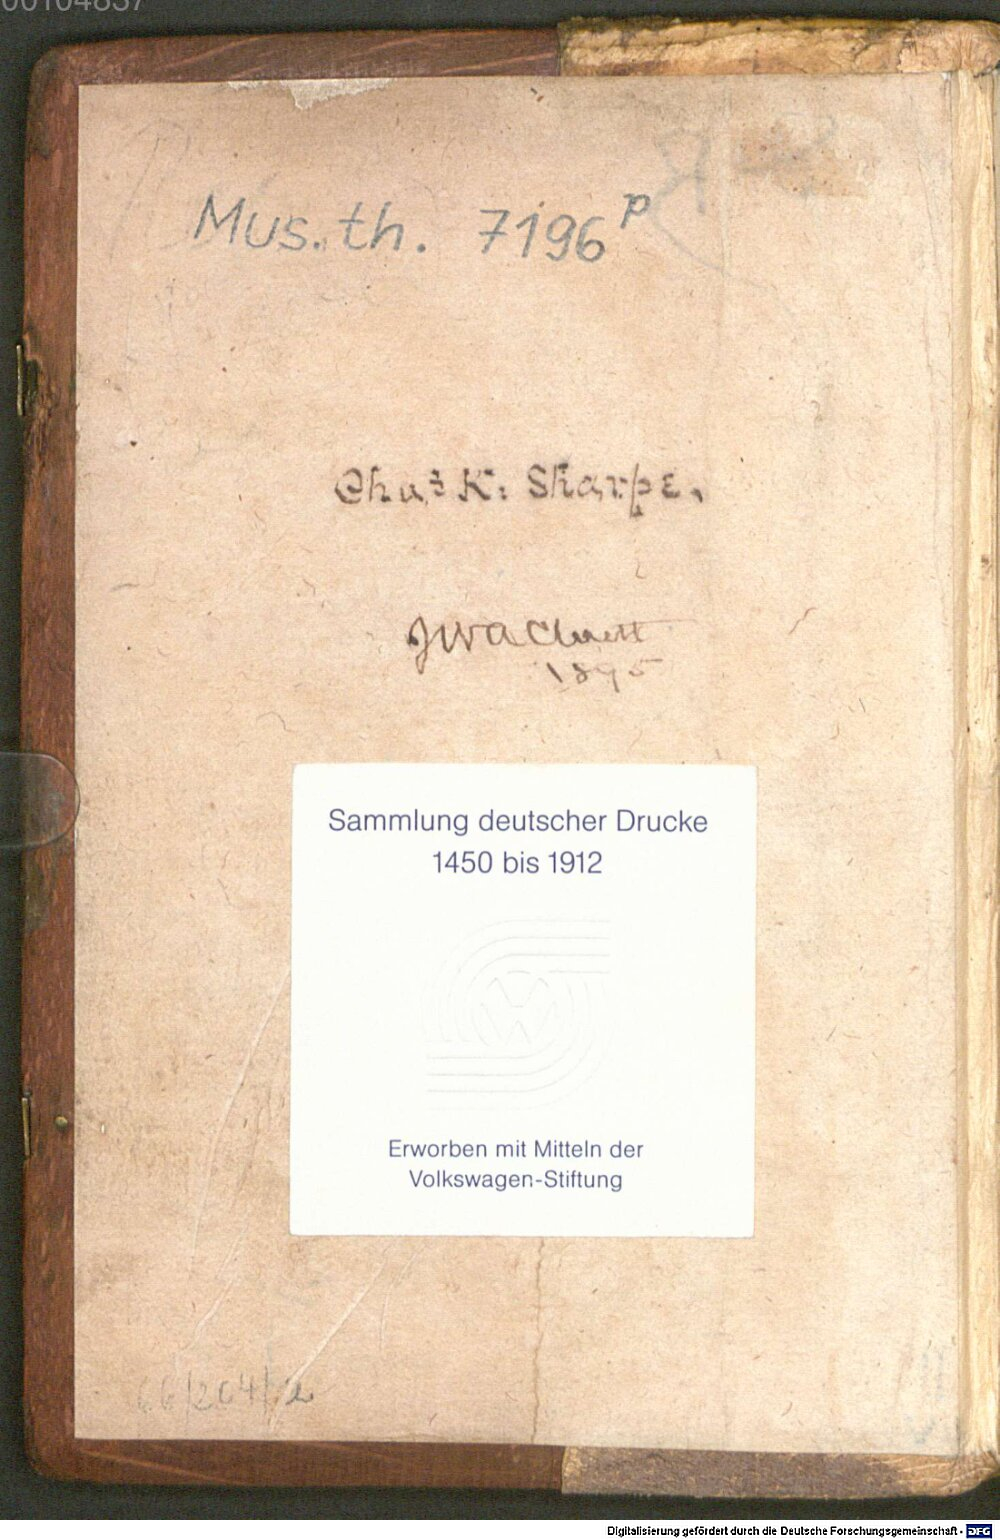 00104837
Mus. th. 7196 p
Chas K: Sharpe.
1895
Sammlung deutscher Drucke
1450 bis 1912
Erworben mit Mitteln der
Volkswagen-Stiftung
66/204/2
Digitalisierung gefördert durch die Deutsche Forschungsgemeinschaft - DFG